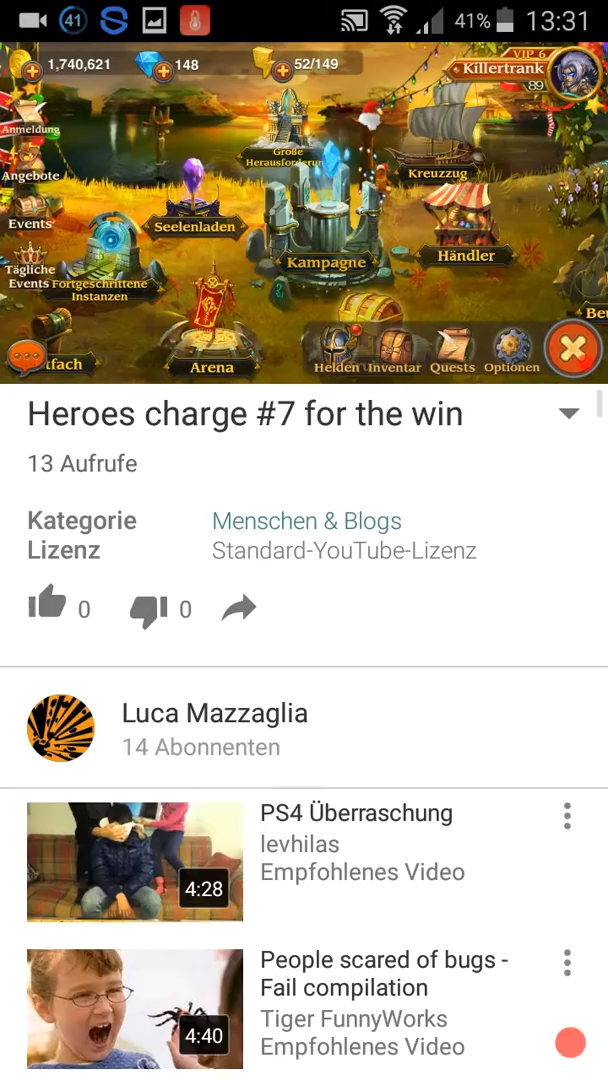 41
41%
13:31
1,740,621
148
52/149
VIP 6
Killertrank
89
Anmeldung
Angebote
Events
Tägliche
Events
Große
Herausforderung
Kreuzzug
Seelenladen
Kampagne
Händler
Fortgeschrittene
Instanzen
Arena
tfach
Helden
Inventar
Quests
Optionen
Heroes charge #7 for the win
13 Aufrufe
Kategorie Menschen & Blogs
Lizenz Standard-YouTube-Lizenz
0 0
Luca Mazzaglia
14 Abonnenten
PS4 Überraschung
levhilas
Empfohlenes Video
4:28
People scared of bugs -
Fail compilation
Tiger FunnyWorks
Empfohlenes Video
4:40